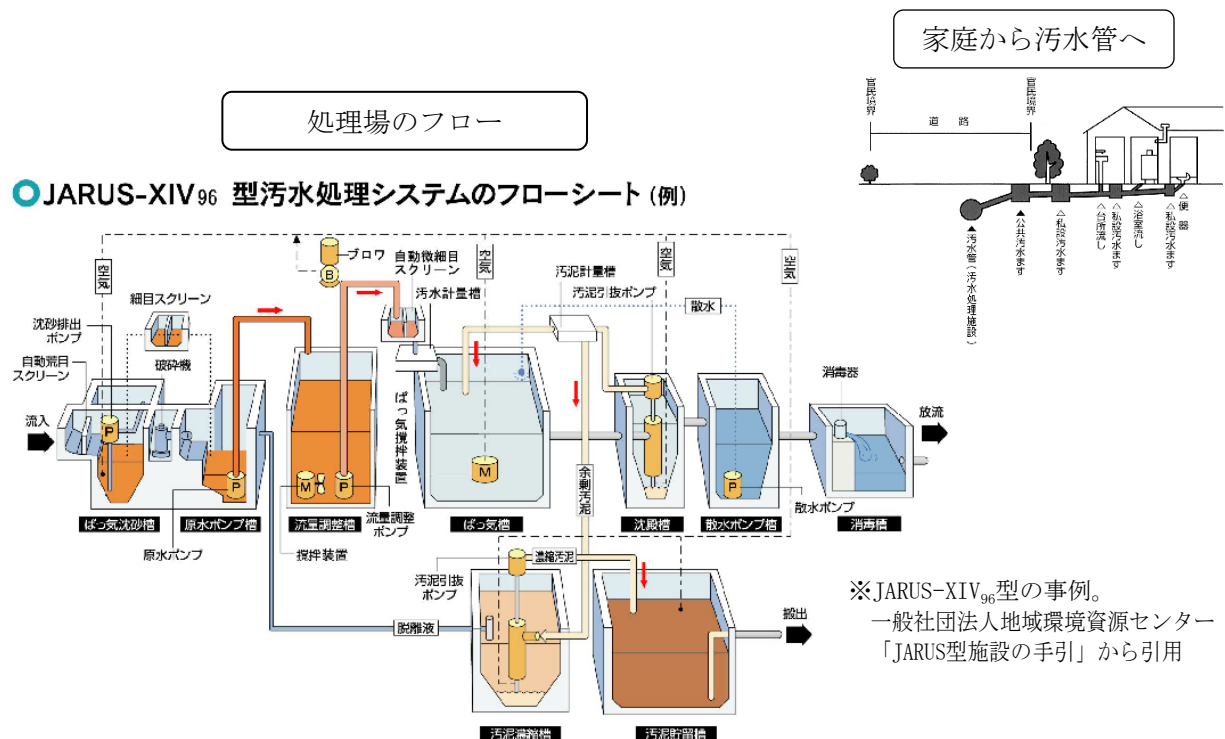 家庭から汚水管へ
官民境界
官民境界
道路
△便器
△私設汚水ます
△浴室流し
△私設汚水ます
△台所流し
△私設汚水ます
▲公共汚水ます
▲汚水管(汚水処理施設)
処理場のフロー
JARUS-XIV96 型汚水処理システムのフローシート(例)
空気
ブロワ
B
自動微細目
スクリーン
空気
汚泥計量槽
空気
空気
細目スクリーン
汚水計量槽
汚泥引抜ポンプ
散水
沈砂排出
ポンプ
自動荒目
スクリーン
破砕機
消毒器
流入
放流
ばっ気撹拌装置
P
P
M
P
M
P
余剰汚泥
散水ポンプ
ばっ気沈砂槽
原水ポンプ槽
流量調整槽
流量調整
ポンプ
ばっ気槽
沈殿槽
散水ポンプ槽
消毒槽
原水ポンプ
撹拌装置
汚泥引抜
ポンプ
濃縮汚泥
脱離液
搬出
汚泥濃縮槽
汚泥貯留槽
※JARUS-XIV96型の事例。
一般社団法人地域環境資源センター
「JARUS型施設の手引」から引用